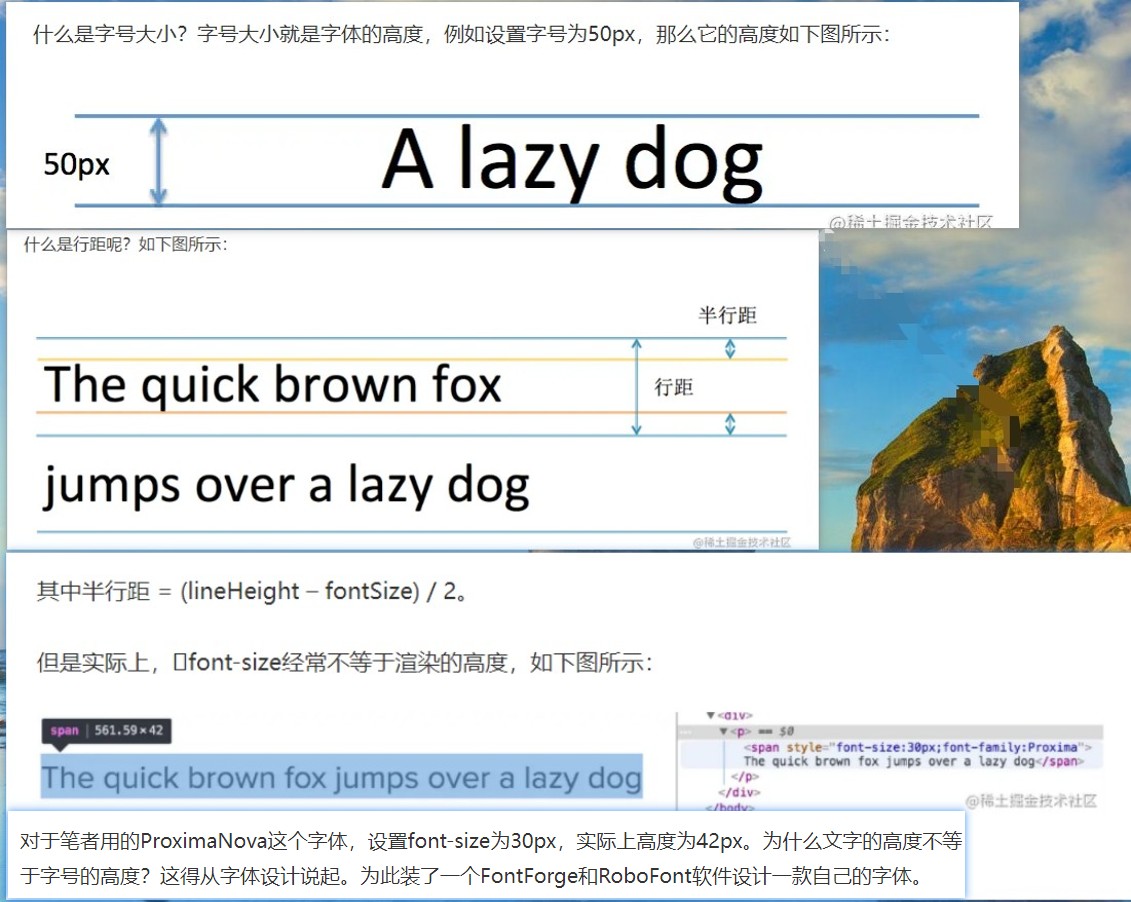 什么是字号大小？字号大小就是字体的高度，例如设置字号为50px，那么它的高度如下图所示：
50px
A lazy dog
@稀土掘金技术社区
什么是行距呢？如下图所示：
半行距
The quick brown fox
行距
jumps over a lazy dog
@稀土掘金技术社区
其中半行距 = (lineHeight – fontSize) / 2。
但是实际上，▯font-size经常不等于渲染的高度，如下图所示：
span | 561.59×42
The quick brown fox jumps over a lazy dog
▼<div>
▼<p> == $0
<span style="font-size:30px;font-family:Proxima">
The quick brown fox jumps over a lazy dog</span>
</p>
</div>
</body>
@稀土掘金技术社区
对于笔者用的ProximaNova这个字体，设置font-size为30px，实际上高度为42px。为什么文字的高度不等
于字号的高度？这得从字体设计说起。为此装了一个FontForge和RoboFont软件设计一款自己的字体。